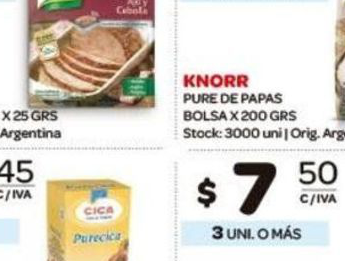 Ajo y
Cebolla
X 25 GRS
Argentina
KNORR
PURE DE PAPAS
BOLSA X 200 GRS
Stock: 3000 uni | Orig. Arg
45
C/IVA
CICA
Purecica
$ 7 50
C/IVA
3 UNI. O MÁS